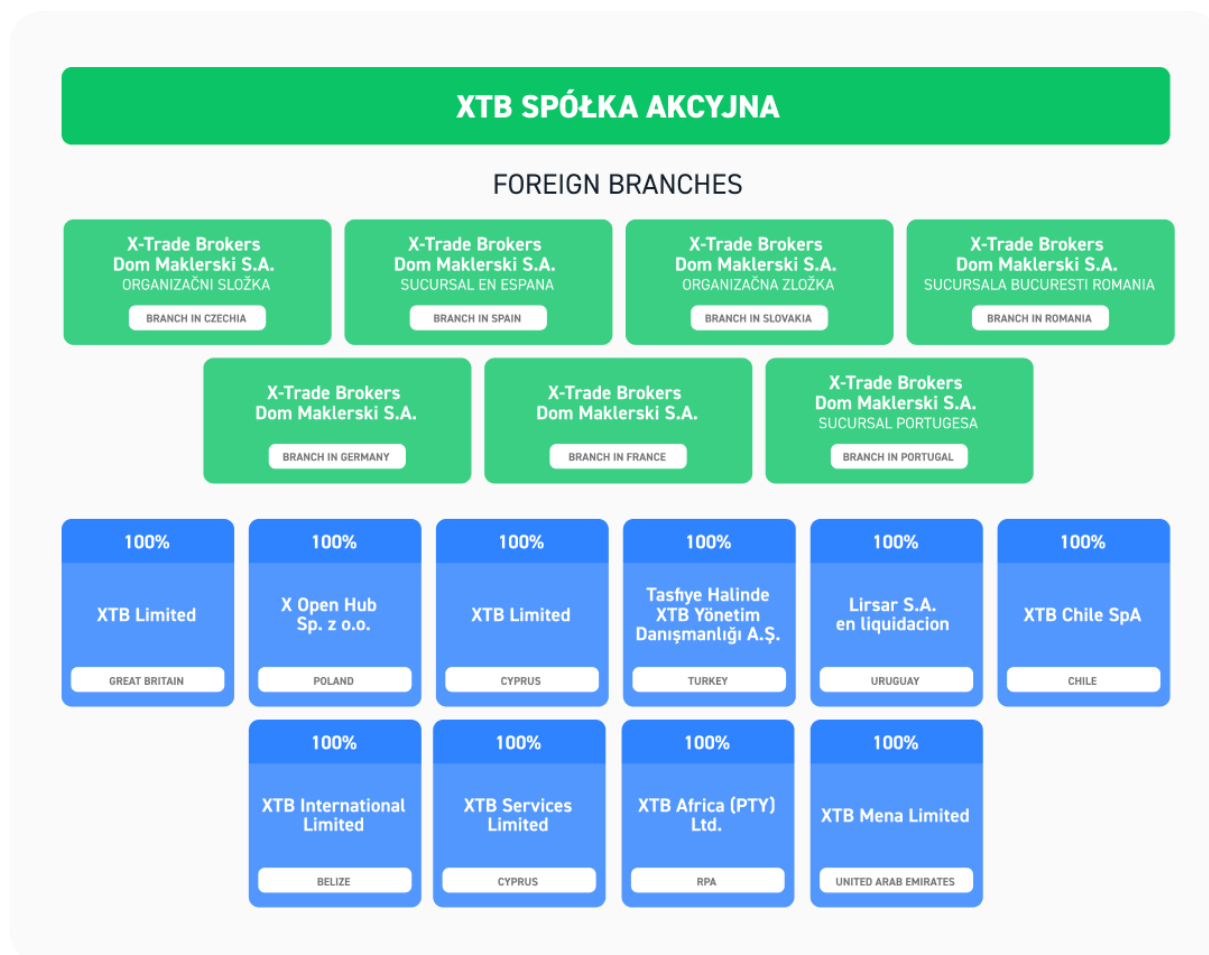 XTB SPÓŁKA AKCYJNA
FOREIGN BRANCHES
X-Trade Brokers
Dom Maklerski S.A.
ORGANIZAČNI SLOŽKA
BRANCH IN CZECHIA
X-Trade Brokers
Dom Maklerski S.A.
SUCURSAL EN ESPANA
BRANCH IN SPAIN
X-Trade Brokers
Dom Maklerski S.A.
ORGANIZAČNA ZLOŽKA
BRANCH IN SLOVAKIA
X-Trade Brokers
Dom Maklerski S.A.
SUCURSALA BUCURESTI ROMANIA
BRANCH IN ROMANIA
X-Trade Brokers
Dom Maklerski S.A.
BRANCH IN GERMANY
X-Trade Brokers
Dom Maklerski S.A.
BRANCH IN FRANCE
X-Trade Brokers
Dom Maklerski S.A.
SUCURSAL PORTUGESA
BRANCH IN PORTUGAL
100%
XTB Limited
GREAT BRITAIN
100%
X Open Hub
Sp. z o.o.
POLAND
100%
XTB Limited
CYPRUS
100%
Tasfiye Halinde
XTB Yönetim
Danışmanlığı A.Ş.
TURKEY
100%
Lirsar S.A.
en liquidacion
URUGUAY
100%
XTB Chile SpA
CHILE
100%
XTB International
Limited
BELIZE
100%
XTB Services
Limited
CYPRUS
100%
XTB Africa (PTY)
Ltd.
RPA
100%
XTB Mena Limited
UNITED ARAB EMIRATES